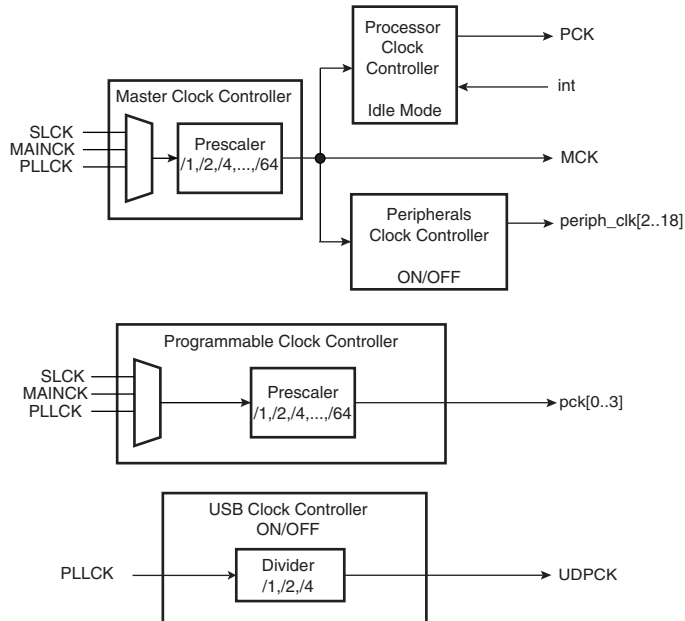 Processor
Clock
Controller
Idle Mode
PCK
int
Master Clock Controller
SLCK
MAINCK
PLLCK
Prescaler
/1,/2,/4,...,/64
MCK
Peripherals
Clock Controller
ON/OFF
periph_clk[2..18]
Programmable Clock Controller
SLCK
MAINCK
PLLCK
Prescaler
/1,/2,/4,...,/64
pck[0..3]
USB Clock Controller
ON/OFF
PLLCK
Divider
/1,/2,/4
UDPCK